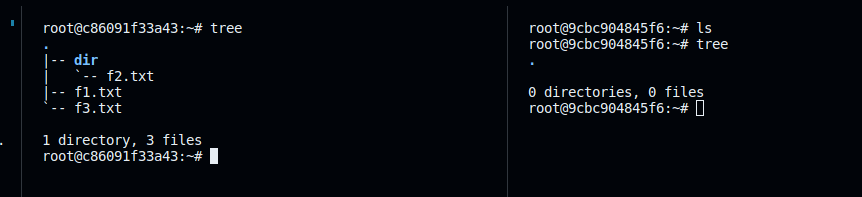 root@c86091f33a43:~# tree
.
|-- dir
|   `-- f2.txt
|-- f1.txt
`-- f3.txt
1 directory, 3 files
root@c86091f33a43:~#
root@9cbc904845f6:~# ls
root@9cbc904845f6:~# tree
.
0 directories, 0 files
root@9cbc904845f6:~#